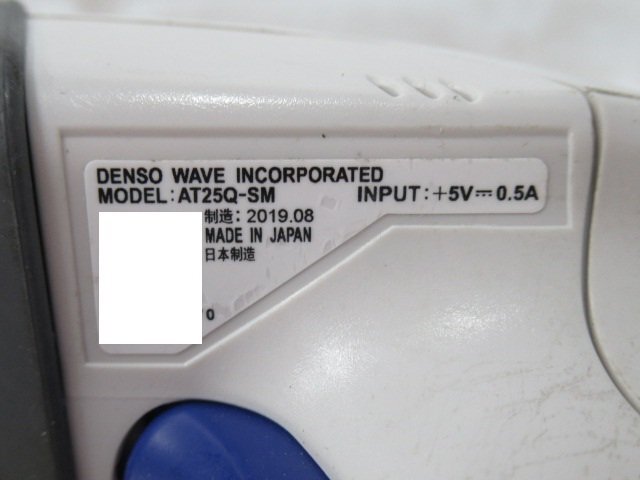 DENSO WAVE INCORPORATED
MODEL: AT25Q-SM INPUT: +5V⎓0.5A
制造: 2019.08
MADE IN JAPAN
日本制造
0